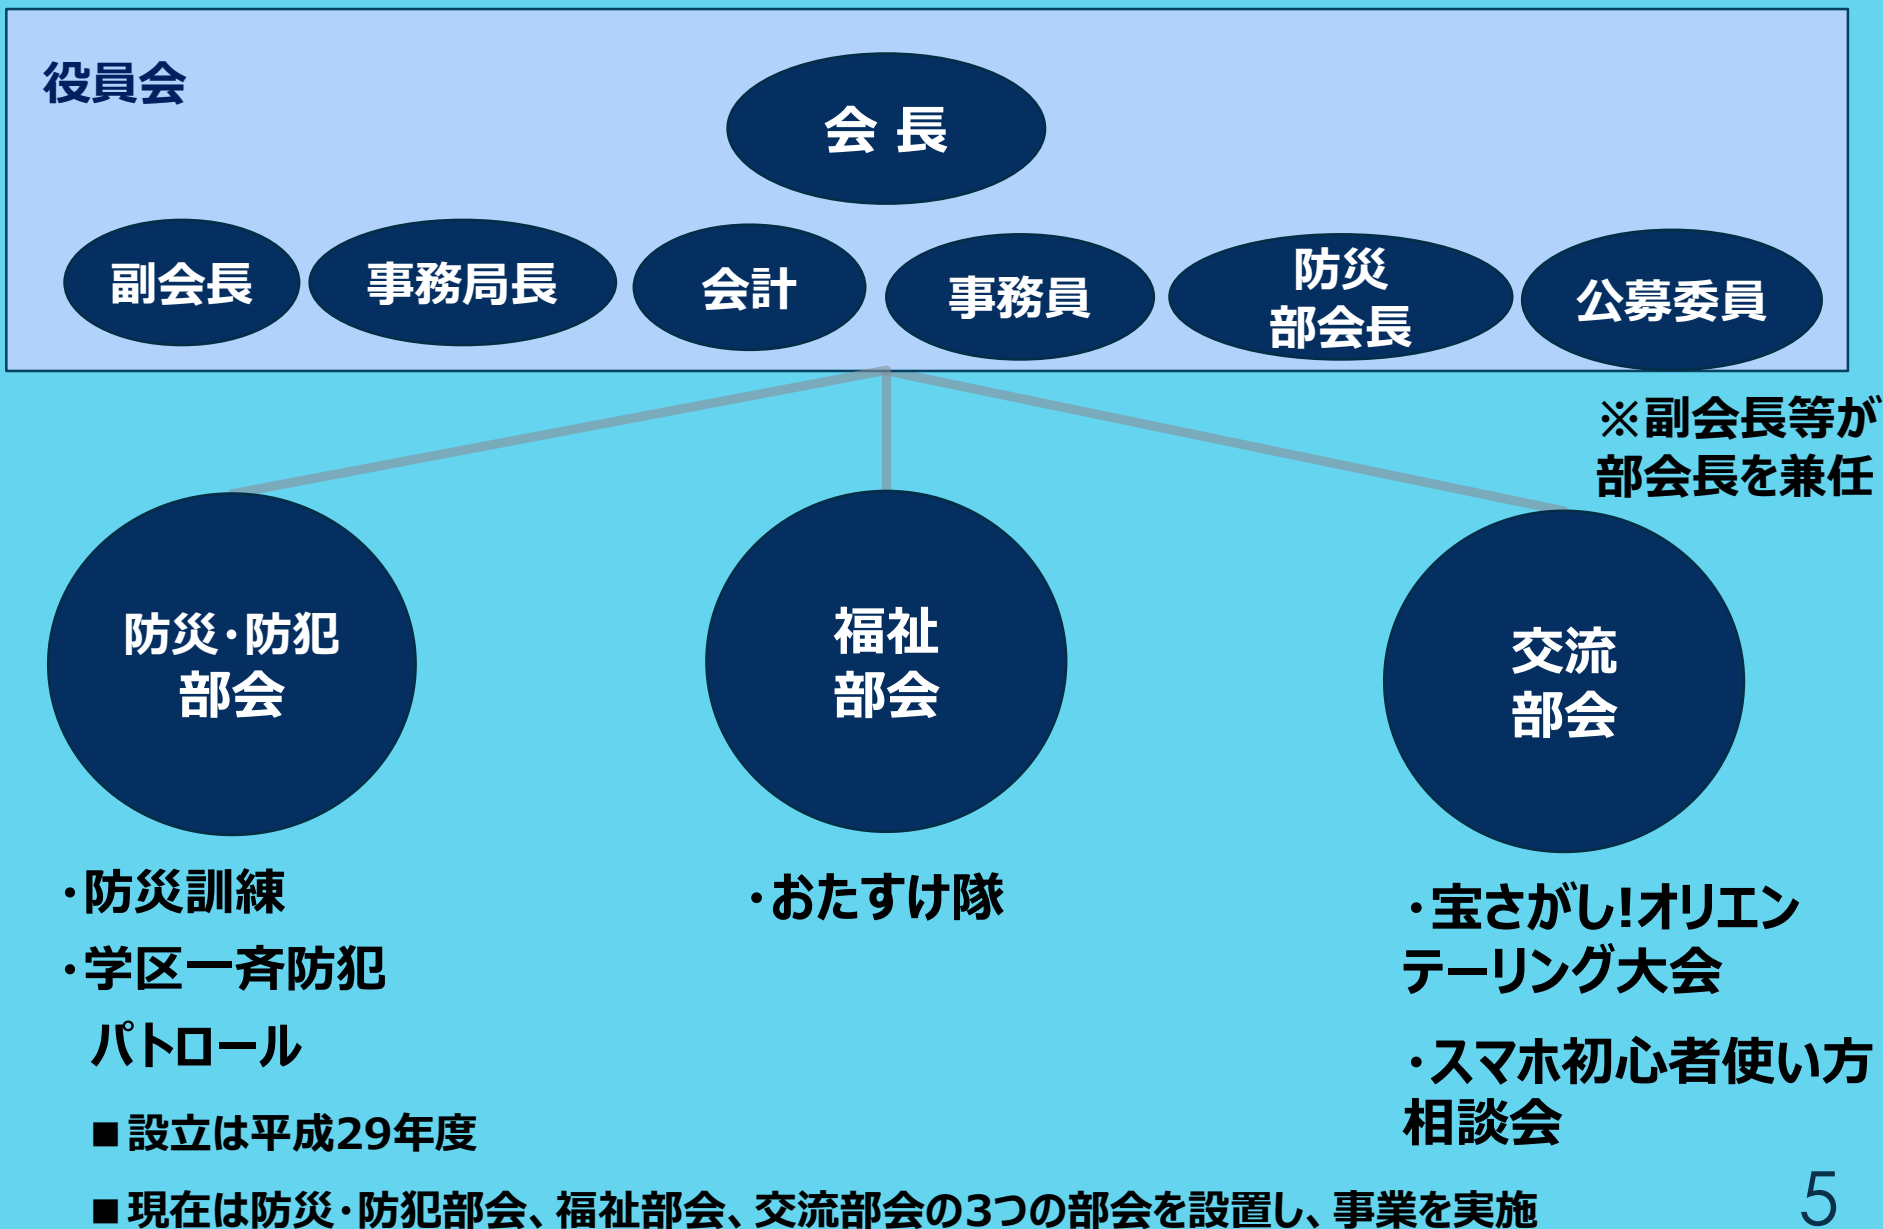 役員会
会 長
副会長
事務局長
会計
事務員
防災
部会長
公募委員
※副会長等が
部会長を兼任
防災・防犯
部会
福祉
部会
交流
部会
・防災訓練
・学区一斉防犯
パトロール
・おたすけ隊
・宝さがし!オリエン
テーリング大会
・スマホ初心者使い方
相談会
■設立は平成29年度
■現在は防災・防犯部会、福祉部会、交流部会の3つの部会を設置し、事業を実施
5